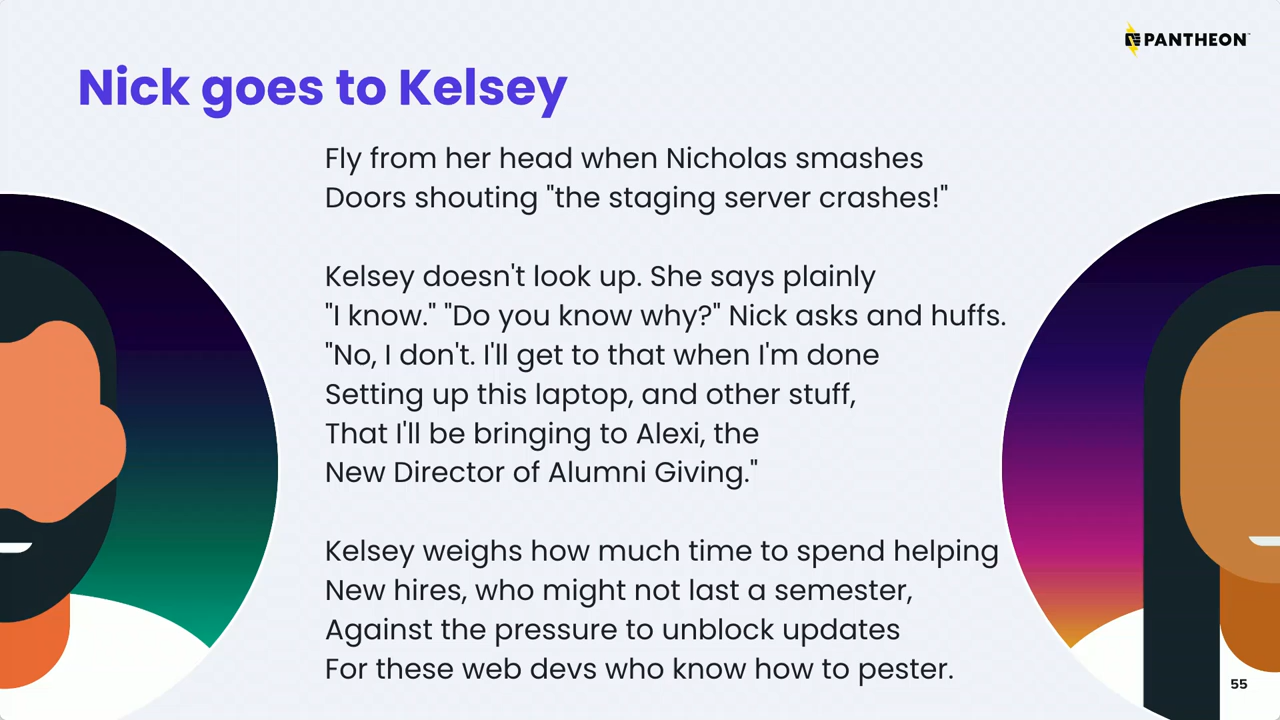 PANTHEON
Nick goes to Kelsey
Fly from her head when Nicholas smashes
Doors shouting "the staging server crashes!"
Kelsey doesn't look up. She says plainly
"I know." "Do you know why?" Nick asks and huffs.
"No, I don't. I'll get to that when I'm done
Setting up this laptop, and other stuff,
That I'll be bringing to Alexi, the
New Director of Alumni Giving."
Kelsey weighs how much time to spend helping
New hires, who might not last a semester,
Against the pressure to unblock updates
For these web devs who know how to pester.
55